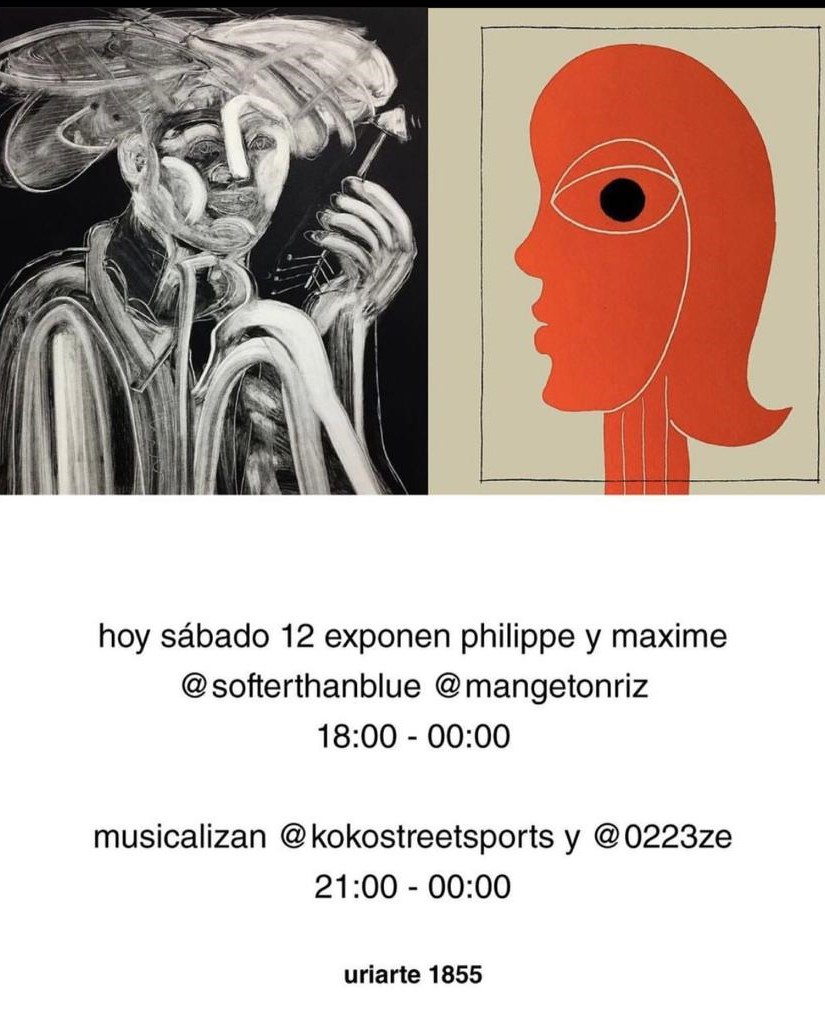 hoy sábado 12 exponen philippe y maxime
@softerthanblue @mangetonriz
18:00 - 00:00
musicalizan @kokostreetsports y @0223ze
21:00 - 00:00
uriarte 1855